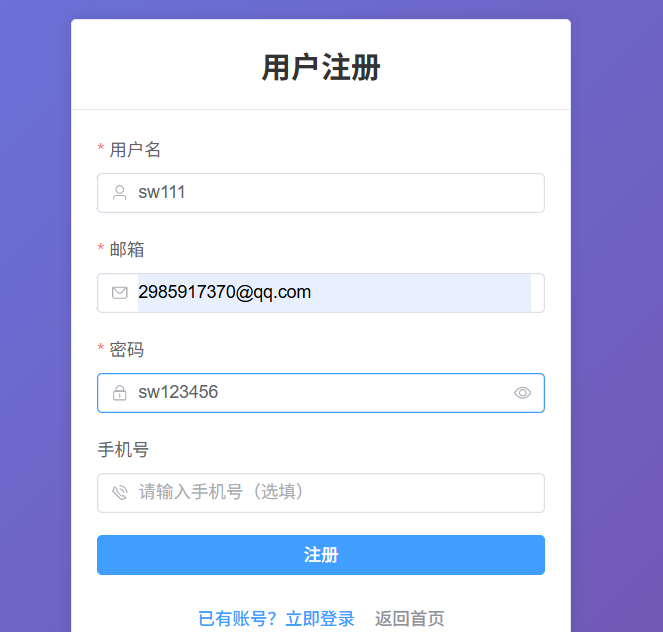 用户注册
* 用户名
sw111
* 邮箱
2985917370@qq.com
* 密码
sw123456
手机号
请输入手机号（选填）
注册
已有账号？立即登录 返回首页